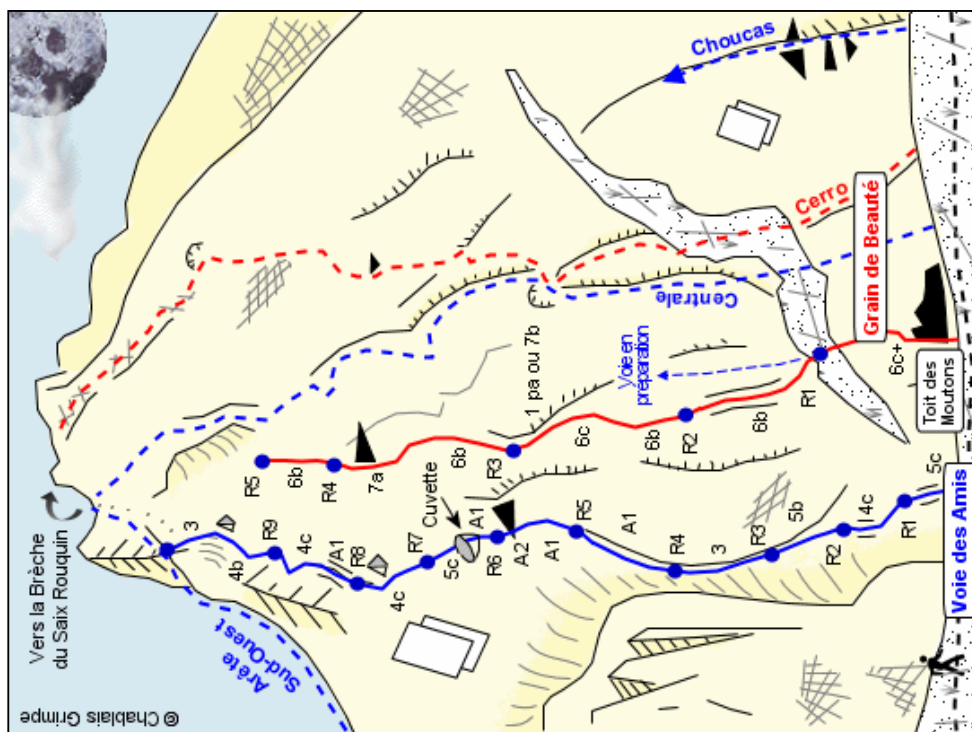 Vers la Brèche
du Saix Rouquin
© Chablais Grimpe
Arête
Sud-Ouest
Choucas
Cerro
Centrale
Grain de Beauté
Voie en
préparation
Toit des
Moutons
Voie des Amis
Cuvette
R5
6b
R4
7a
6b
R3
1 pa ou 7b
6c
6b
R2
6b
R1
6c+
3
4b
R9
4c
A1
R8
4c
R7
5c
A1
R6
A2
A1
R5
A1
R4
3
R3
5b
R2
4c
R1
5c